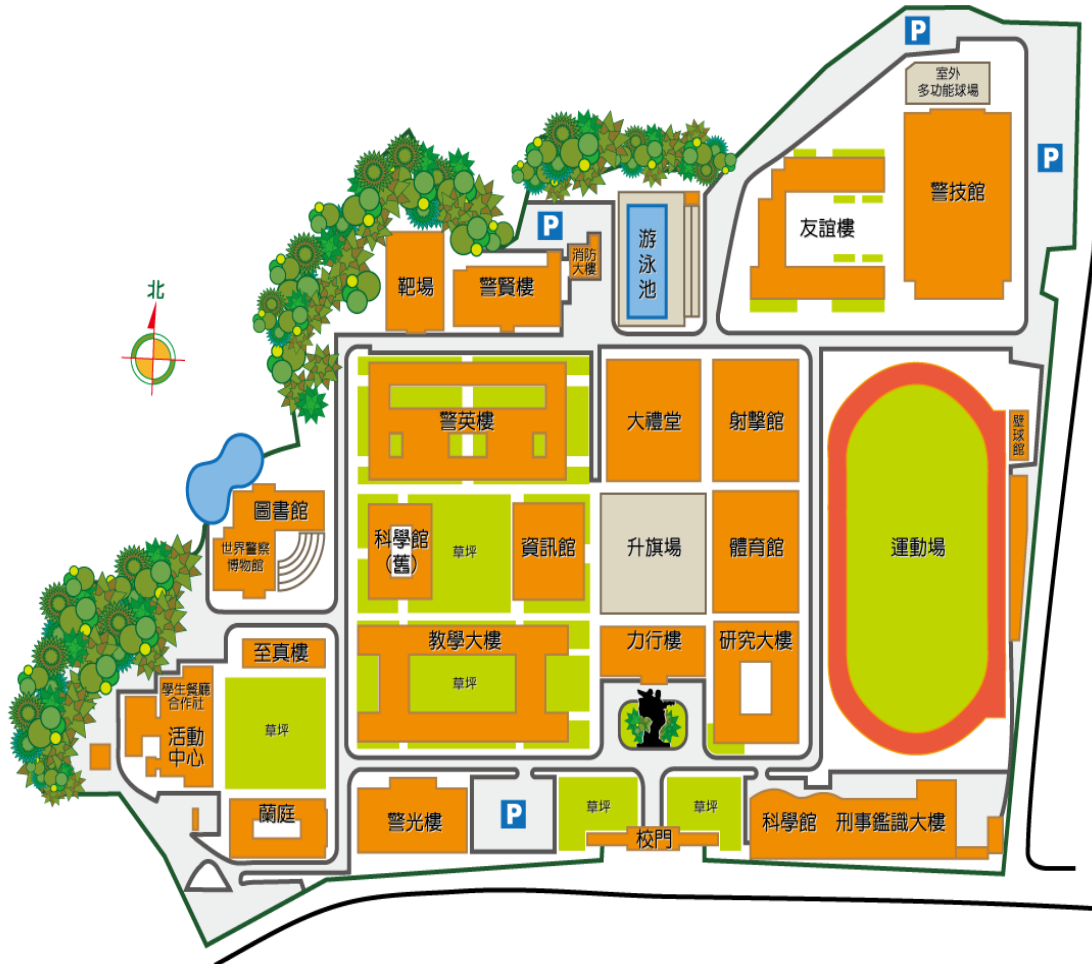 P
室外
多功能球場
P
警技館
友誼樓
P
消防
大樓
游
泳
池
靶場
警賢樓
北
警英樓
大禮堂
射擊館
壁
球
館
圖書館
世界警察
博物館
科學館
(舊)
草坪
資訊館
升旗場
體育館
運動場
至真樓
教學大樓
草坪
力行樓
研究大樓
學生餐廳
合作社
活動
中心
草坪
蘭庭
警光樓
P
草坪
草坪
校門
科學館 刑事鑑識大樓